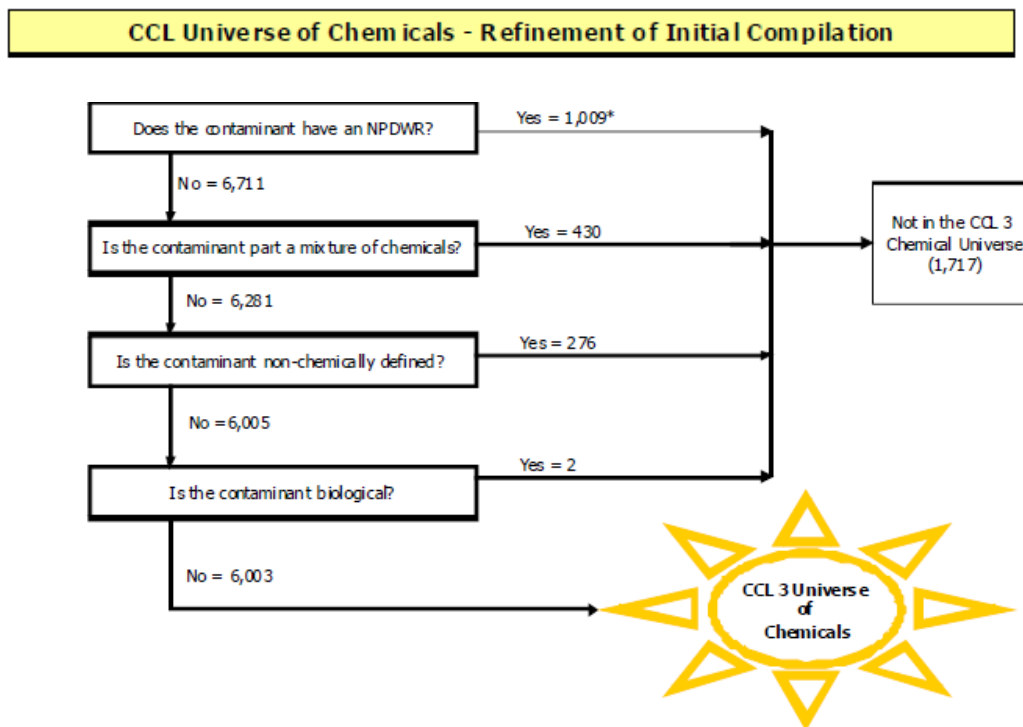 CCL Universe of Chemicals - Refinement of Initial Compilation
Does the contaminant have an NPDWR?
Yes = 1,009*
No = 6,711
Is the contaminant part a mixture of chemicals?
Yes = 430
Not in the CCL 3
Chemical Universe
(1,717)
No = 6,281
Is the contaminant non-chemically defined?
Yes = 276
No =6,005
Is the contaminant biological?
Yes = 2
No = 6,003
CCL 3 Universe
of
Chemicals